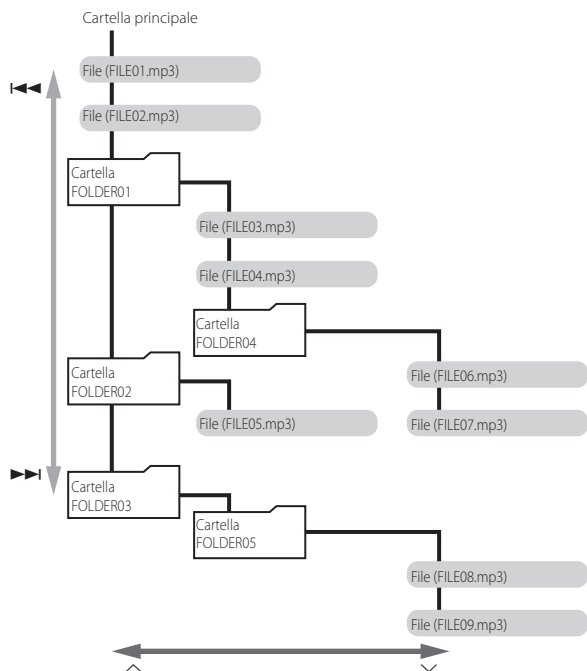 Cartella principale
File (FILE01.mp3)
File (FILE02.mp3)
Cartella
FOLDER01
File (FILE03.mp3)
File (FILE04.mp3)
Cartella
FOLDER04
File (FILE06.mp3)
File (FILE07.mp3)
Cartella
FOLDER02
File (FILE05.mp3)
Cartella
FOLDER03
Cartella
FOLDER05
File (FILE08.mp3)
File (FILE09.mp3)